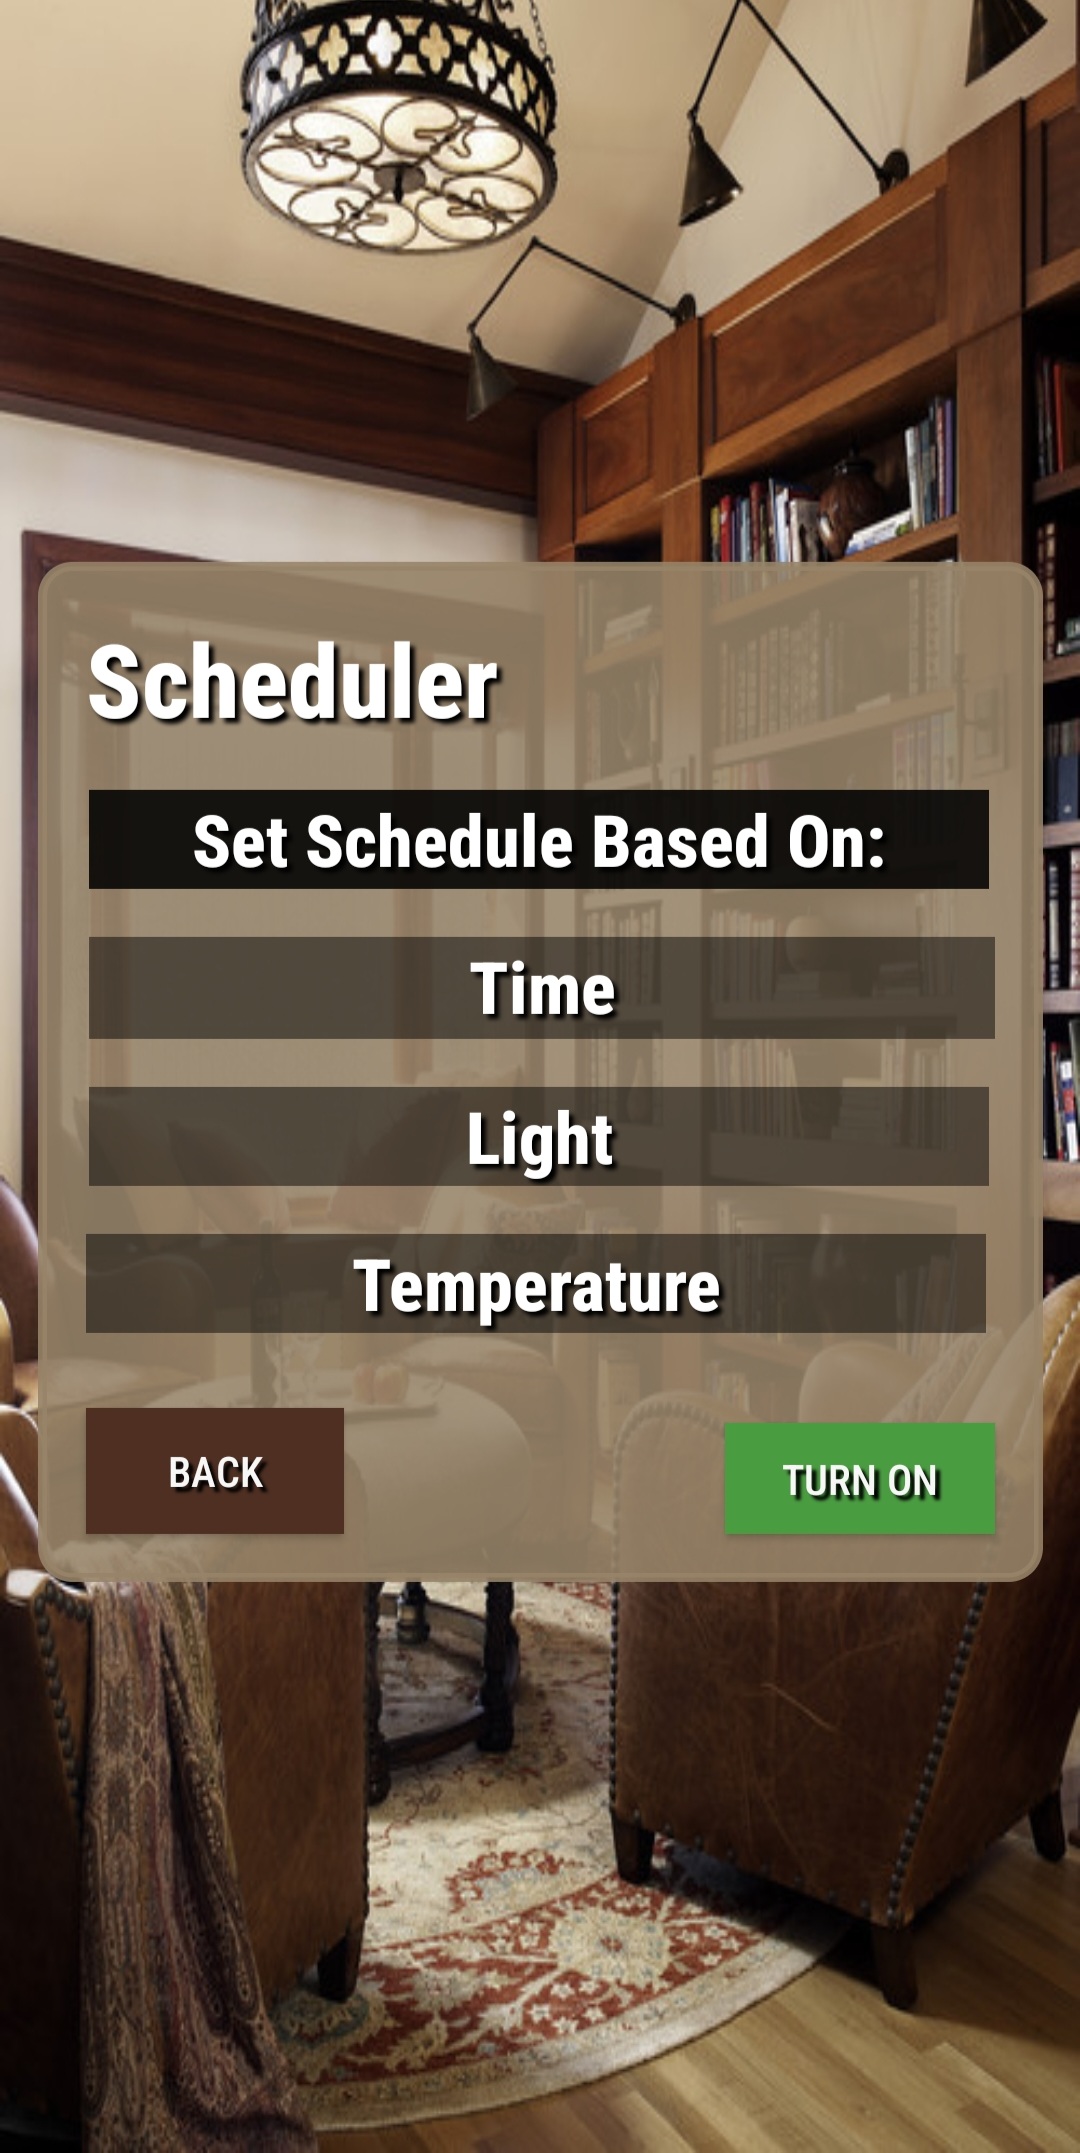 Scheduler
Set Schedule Based On:
Time
Light
Temperature
BACK
TURN ON